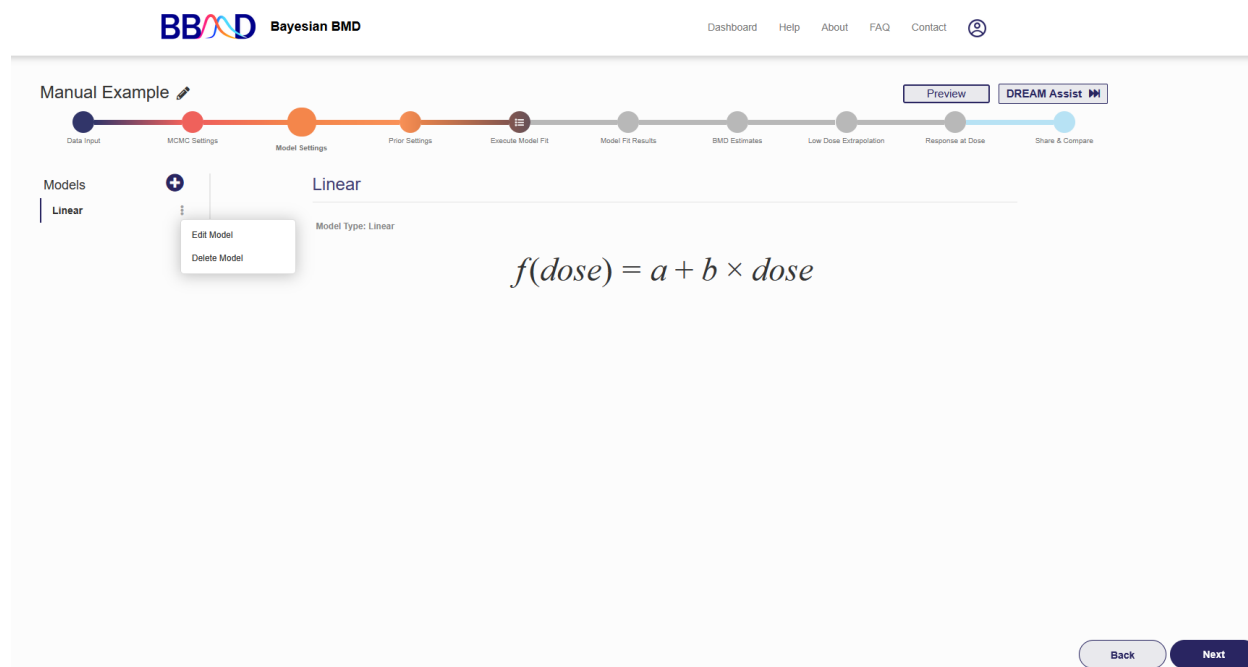 BBMD Bayesian BMD
Dashboard Help About FAQ Contact
Manual Example
Preview
DREAM Assist
Data Input
MCMC Settings
Model Settings
Prior Settings
Execute Model Fit
Model Fit Results
BMD Estimates
Low Dose Extrapolation
Response at Dose
Share & Compare
Models
Linear
Edit Model
Delete Model
Linear
Model Type: Linear
f(dose) = a + b × dose
Back
Next